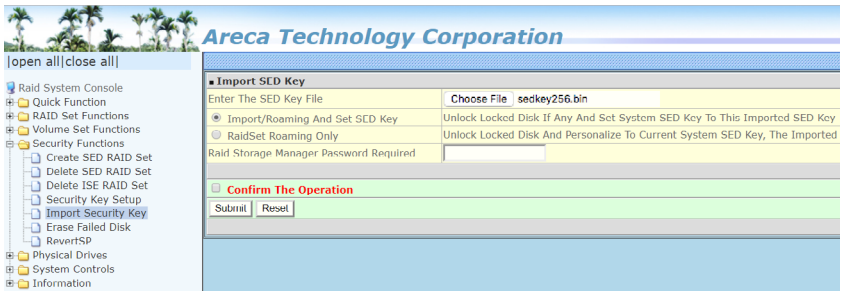 Areca Technology Corporation
|open all|close all|
Raid System Console
Quick Function
RAID Set Functions
Volume Set Functions
Security Functions
Create SED RAID Set
Delete SED RAID Set
Delete ISE RAID Set
Security Key Setup
Import Security Key
Erase Failed Disk
RevertSP
Physical Drives
System Controls
Information
Import SED Key
Enter The SED Key File Choose File sedkey256.bin
Import/Roaming And Set SED Key Unlock Locked Disk If Any And Set System SED Key To This Imported SED Key
RaidSet Roaming Only Unlock Locked Disk And Personalize To Current System SED Key, The Imported
Raid Storage Manager Password Required
Confirm The Operation
Submit Reset